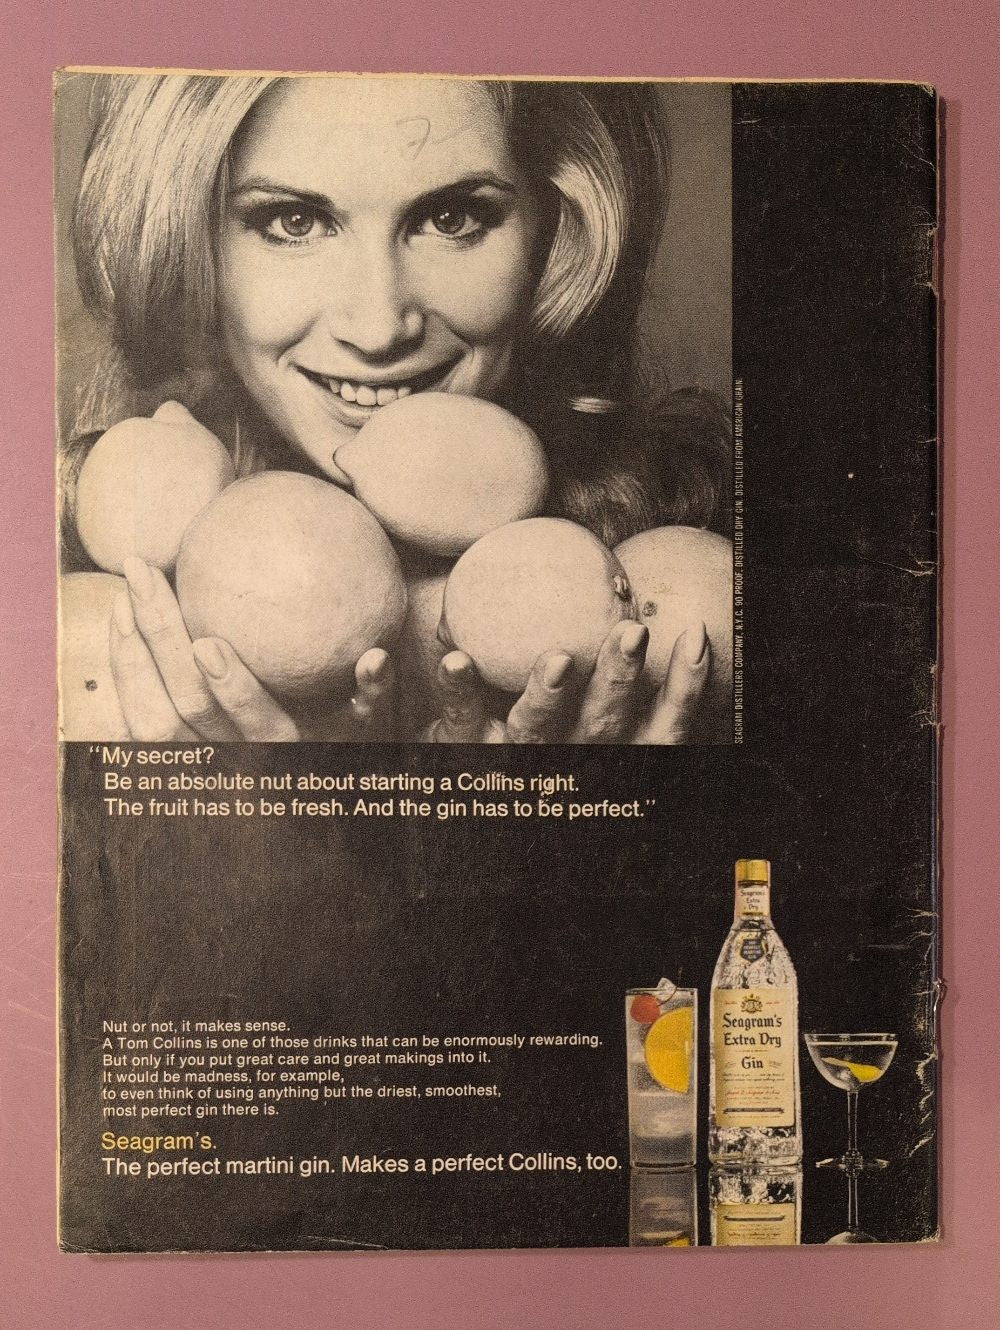 SEAGRAM DISTILLERS COMPANY, N.Y.C. 90 PROOF. DISTILLED DRY GIN. DISTILLED FROM AMERICAN GRAIN.
“My secret?
Be an absolute nut about starting a Collins right.
The fruit has to be fresh. And the gin has to be perfect.”
Nut or not, it makes sense.
A Tom Collins is one of those drinks that can be enormously rewarding.
But only if you put great care and great makings into it.
It would be madness, for example,
to even think of using anything but the driest, smoothest,
most perfect gin there is.
Seagram's.
The perfect martini gin. Makes a perfect Collins, too.
Seagram's
Extra
Dry
Seagram's
Extra Dry
Gin